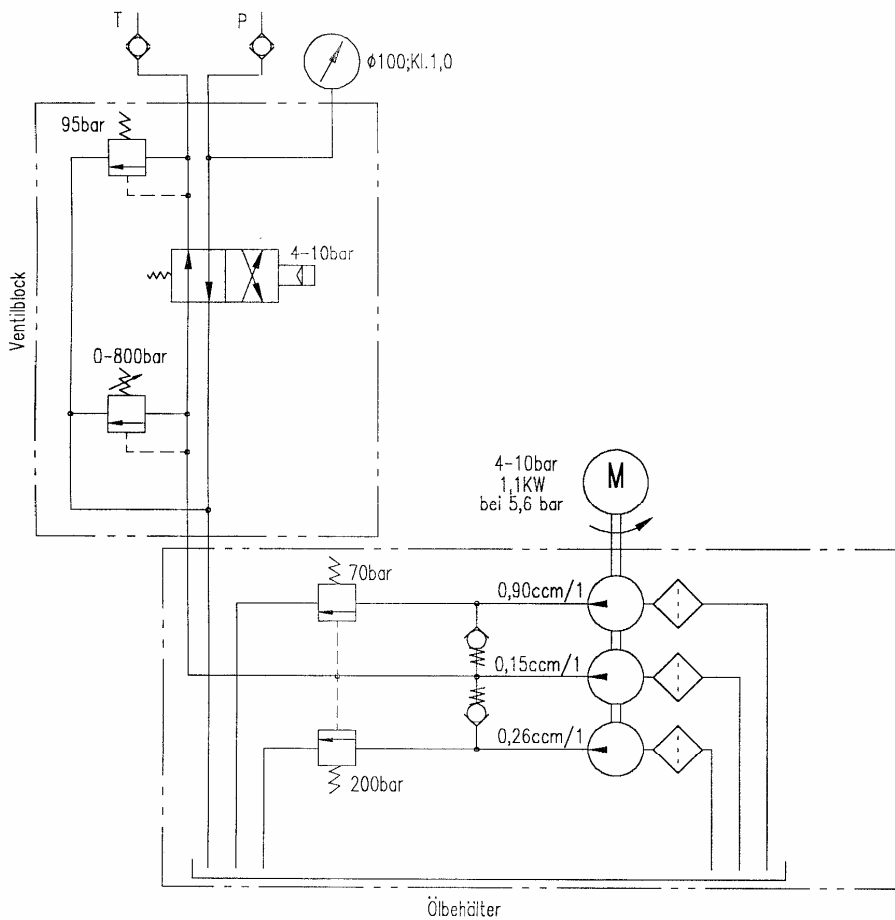 T
P
ϕ100;Kl.1,0
95bar
4-10bar
Ventilblock
0-800bar
4-10bar
1,1KW
bei 5,6 bar
M
70bar
0,90ccm/1
0,15ccm/1
0,26ccm/1
200bar
Ölbehälter